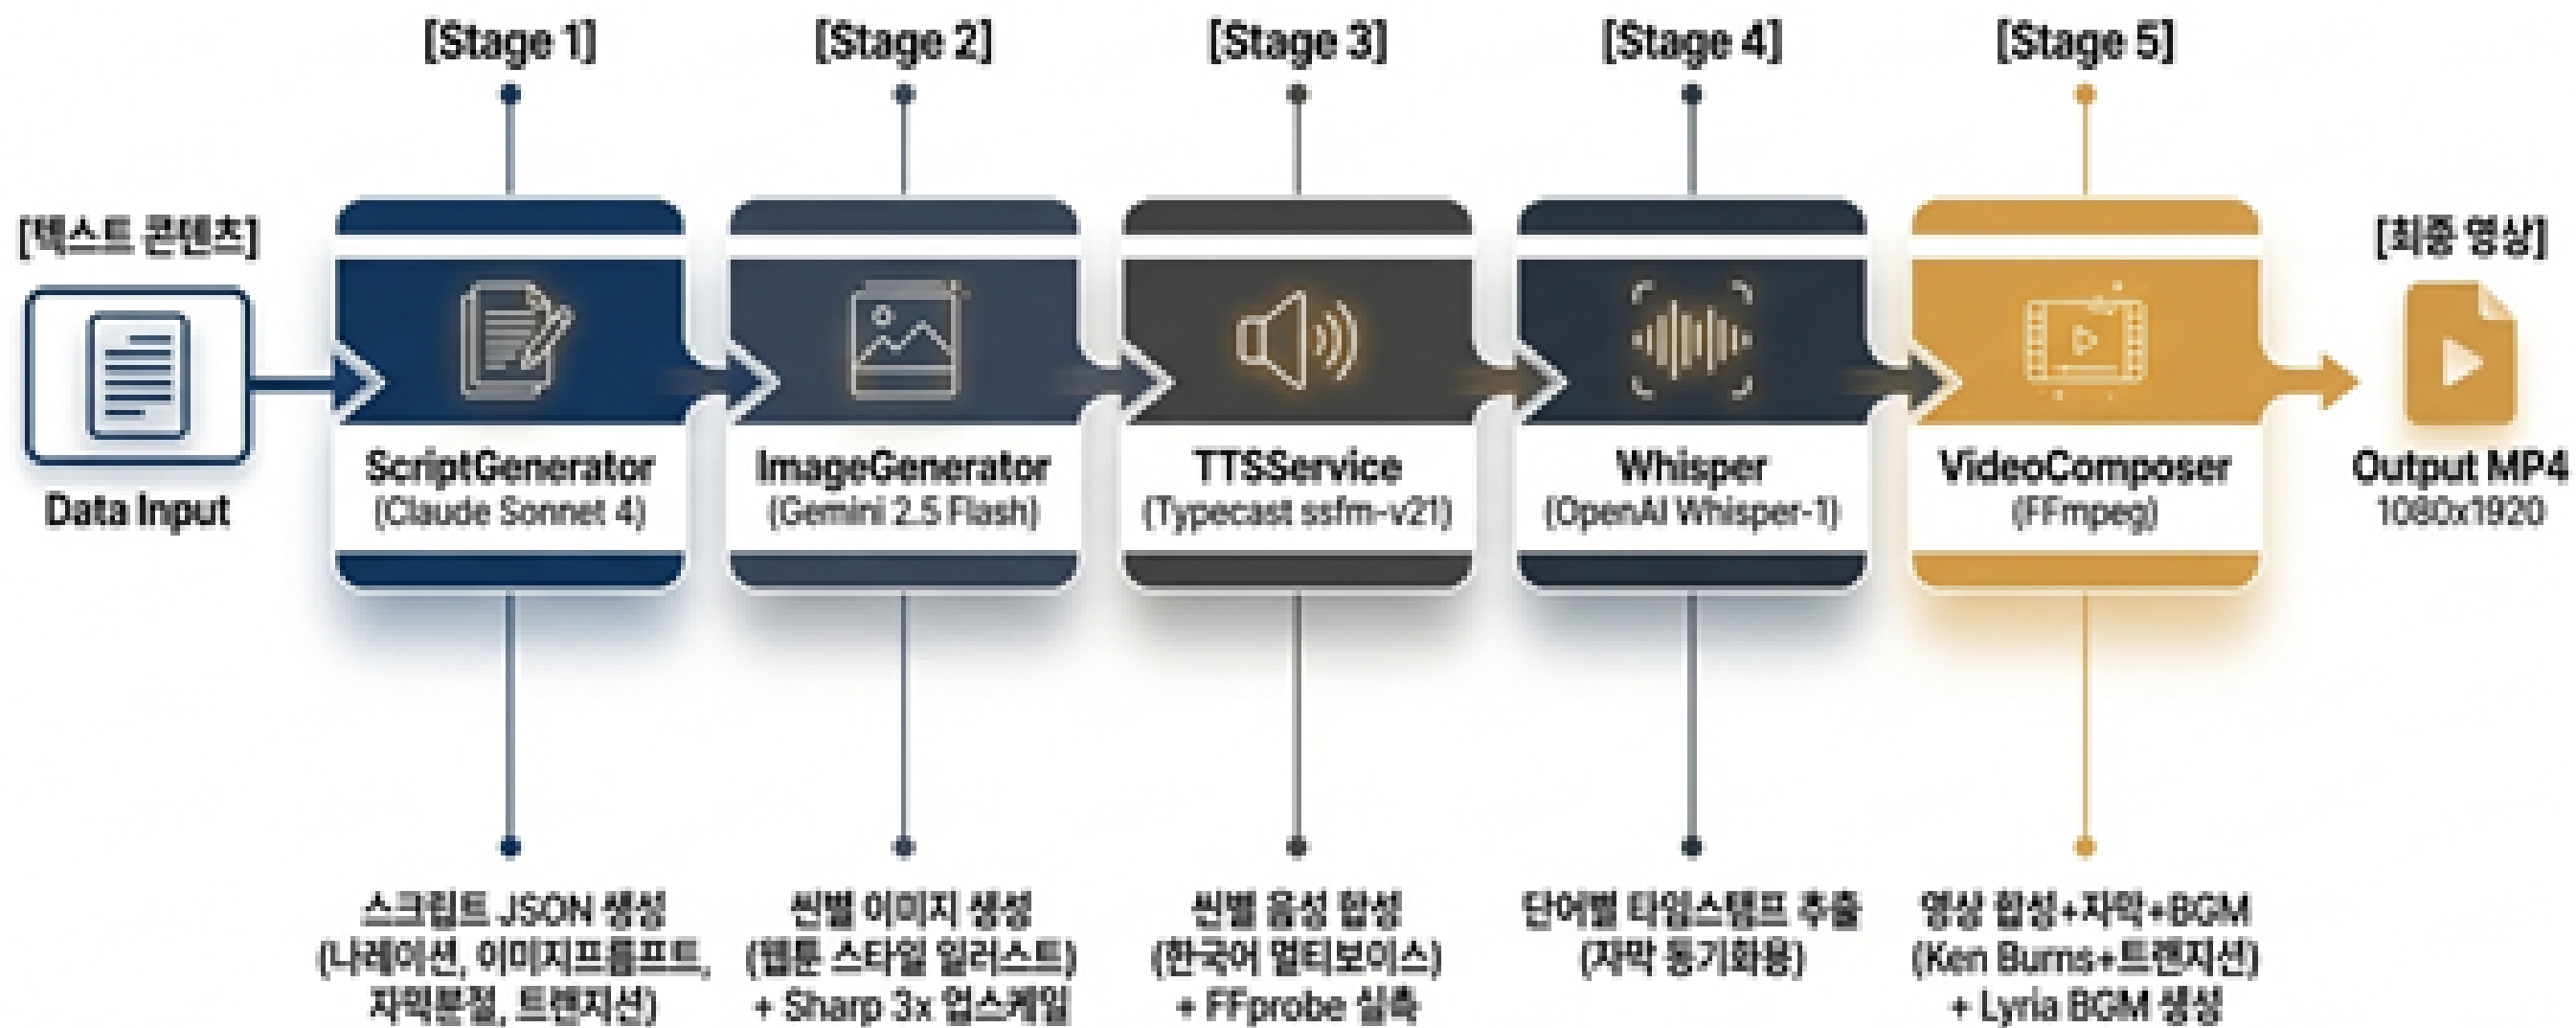 [Stage 1]
[Stage 2]
[Stage 3]
[Stage 4]
[Stage 5]
[텍스트 콘텐츠]
Data Input
ScriptGenerator
(Claude Sonnet 4)
ImageGenerator
(Gemini 2.5 Flash)
TTSService
(Typecast ssfm-v21)
Whisper
(OpenAI Whisper-1)
VideoComposer
(FFmpeg)
[최종 영상]
Output MP4
1080x1920
스크립트 JSON 생성
(나레이션, 이미지프롬프트,
자막분절, 트랜지션)
씬별 이미지 생성
(웹툰 스타일 일러스트)
+ Sharp 3x 업스케일
씬별 음성 합성
(한국어 멀티보이스)
+ FFprobe 실측
단어별 타임스탬프 추출
(자막 동기화용)
영상 합성+자막+BGM
(Ken Burns+트랜지션)
+ Lyria BGM 생성